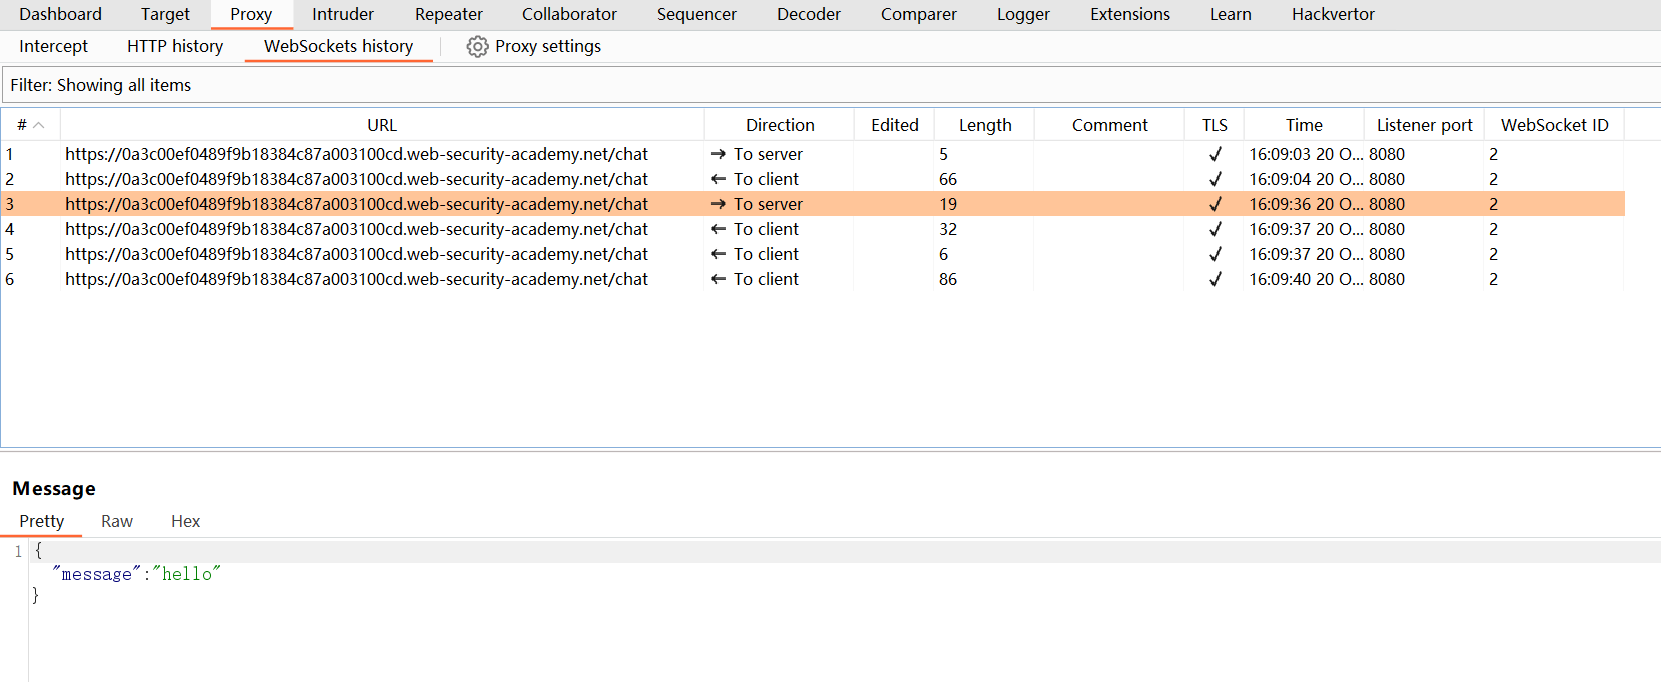 Dashboard Target Proxy Intruder Repeater Collaborator Sequencer Decoder Comparer Logger Extensions Learn Hackvertor
Intercept HTTP history WebSockets history Proxy settings
Filter: Showing all items
# URL Direction Edited Length Comment TLS Time Listener port WebSocket ID
1 https://0a3c00ef0489f9b18384c87a003100cd.web-security-academy.net/chat → To server 5 ✓ 16:09:03 20 O... 8080 2
2 https://0a3c00ef0489f9b18384c87a003100cd.web-security-academy.net/chat ← To client 66 ✓ 16:09:04 20 O... 8080 2
3 https://0a3c00ef0489f9b18384c87a003100cd.web-security-academy.net/chat → To server 19 ✓ 16:09:36 20 O... 8080 2
4 https://0a3c00ef0489f9b18384c87a003100cd.web-security-academy.net/chat ← To client 32 ✓ 16:09:37 20 O... 8080 2
5 https://0a3c00ef0489f9b18384c87a003100cd.web-security-academy.net/chat ← To client 6 ✓ 16:09:37 20 O... 8080 2
6 https://0a3c00ef0489f9b18384c87a003100cd.web-security-academy.net/chat ← To client 86 ✓ 16:09:40 20 O... 8080 2
Message
Pretty Raw Hex
1 {
"message":"hello"
}